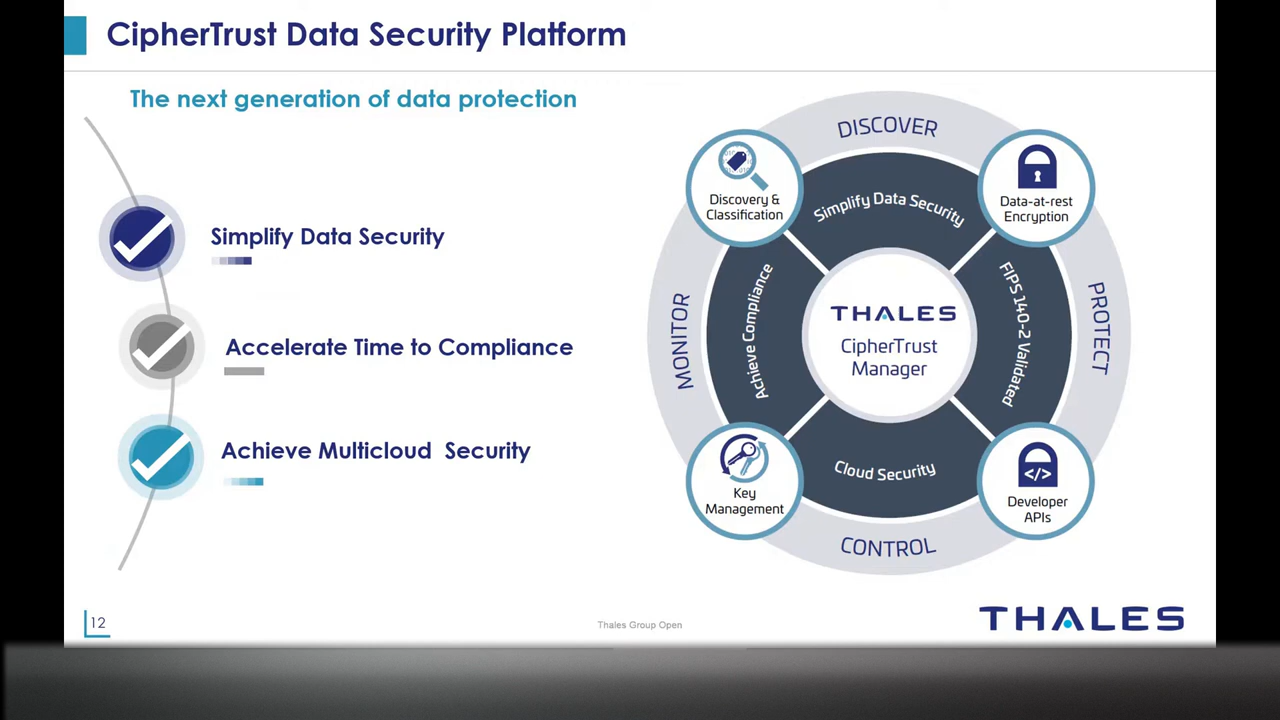 CipherTrust Data Security Platform
The next generation of data protection
Simplify Data Security
Accelerate Time to Compliance
Achieve Multicloud Security
DISCOVER
Discovery &
Classification
Simplify Data Security
Data-at-rest
Encryption
MONITOR
Achieve Compliance
THALES
CipherTrust
Manager
FIPS 140-2 Validated
PROTECT
Key
Management
Cloud Security
Developer
APIs
CONTROL
12
Thales Group Open
THALES